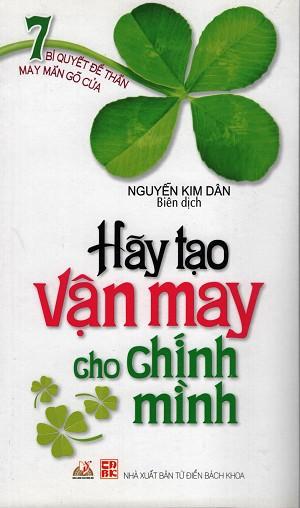 7 BÍ QUYẾT ĐỂ THẦN
MAY MẮN GÕ CỬA
NGUYỄN KIM DÂN
Biên dịch
Hãy tạo
vận may
cho chính
mình
NHÀ XUẤT BẢN TỪ ĐIỂN BÁCH KHOA